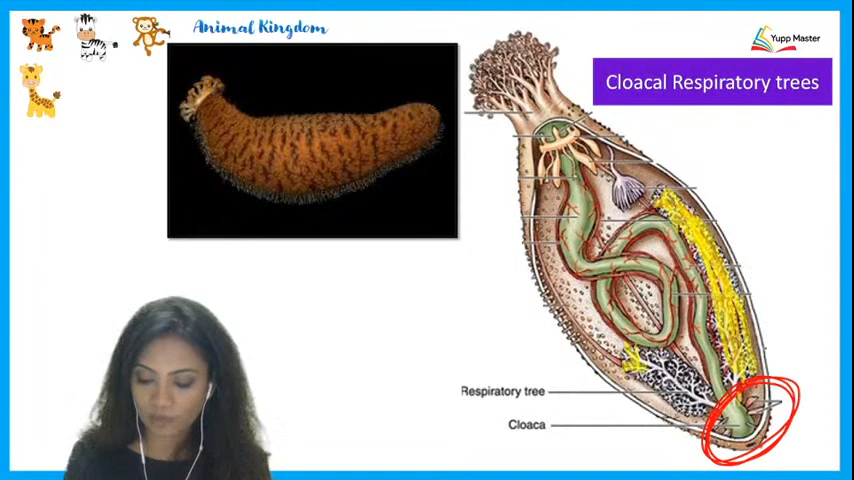 Animal Kingdom
Yupp Master
Cloacal Respiratory trees
Respiratory tree
Cloaca